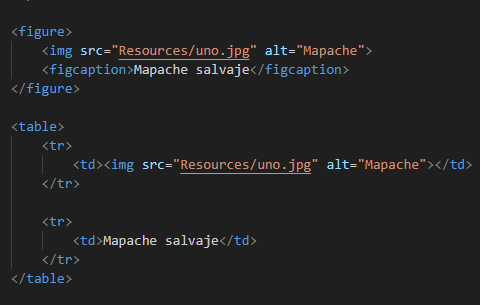 <figure>
<img src="Resources/uno.jpg" alt="Mapache">
<figcaption>Mapache salvaje</figcaption>
</figure>
<table>
<tr>
<td><img src="Resources/uno.jpg" alt="Mapache"></td>
</tr>
<tr>
<td>Mapache salvaje</td>
</tr>
</table>